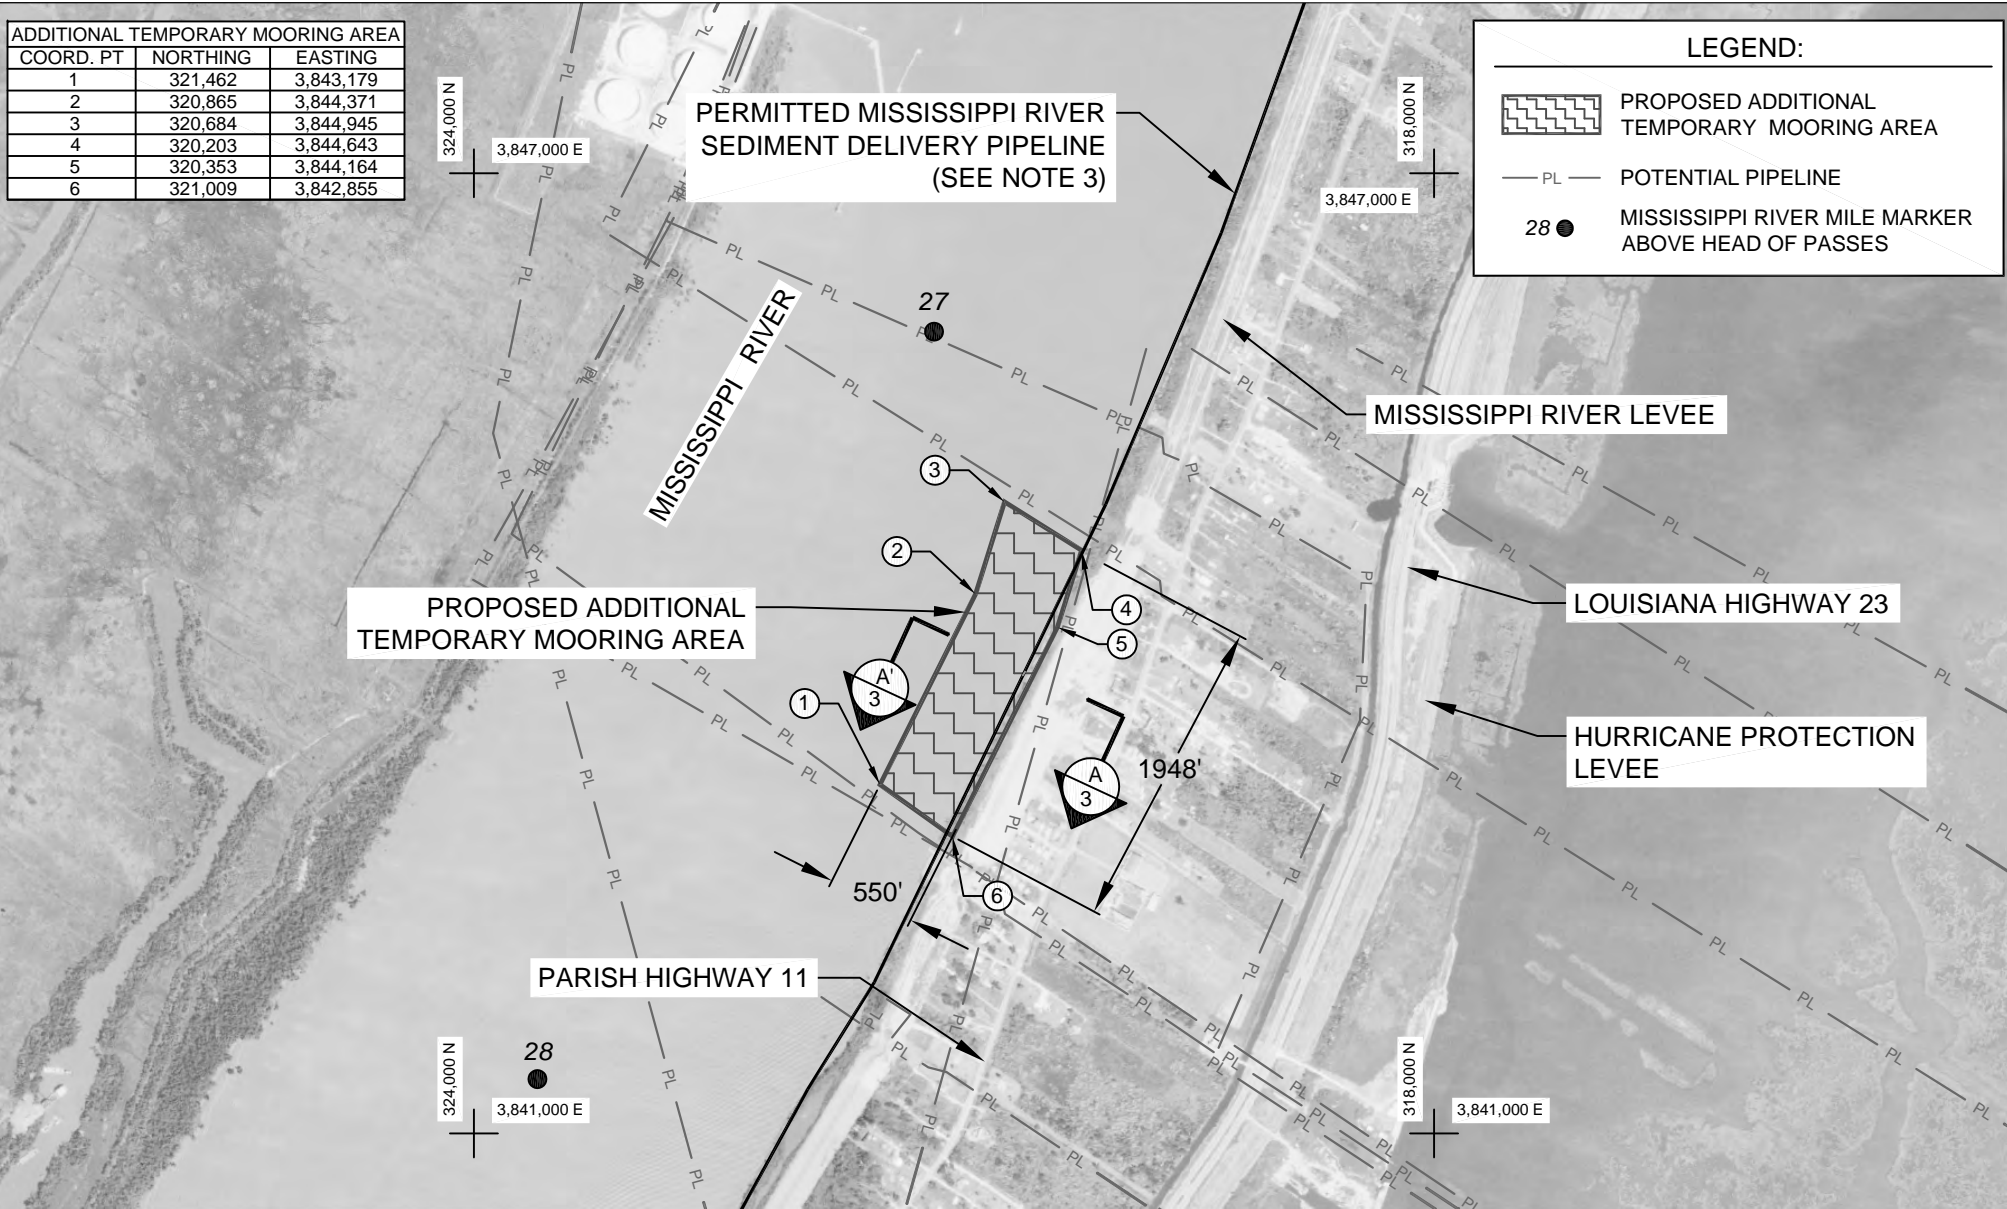 ADDITIONAL TEMPORARY MOORING AREA
COORD. PT NORTHING EASTING
1 321,462 3,843,179
2 320,865 3,844,371
3 320,684 3,844,945
4 320,203 3,844,643
5 320,353 3,844,164
6 321,009 3,842,855
LEGEND:
PROPOSED ADDITIONAL
TEMPORARY MOORING AREA
PL POTENTIAL PIPELINE
28 MISSISSIPPI RIVER MILE MARKER
ABOVE HEAD OF PASSES
324,000 N
3,847,000 E
318,000 N
3,847,000 E
PERMITTED MISSISSIPPI RIVER
SEDIMENT DELIVERY PIPELINE
(SEE NOTE 3)
27
MISSISSIPPI RIVER
MISSISSIPPI RIVER LEVEE
3
2
PROPOSED ADDITIONAL
TEMPORARY MOORING AREA
4
5
LOUISIANA HIGHWAY 23
A'
3
1
HURRICANE PROTECTION
LEVEE
A
3
1948'
550'
6
PARISH HIGHWAY 11
28
324,000 N
3,841,000 E
318,000 N
3,841,000 E